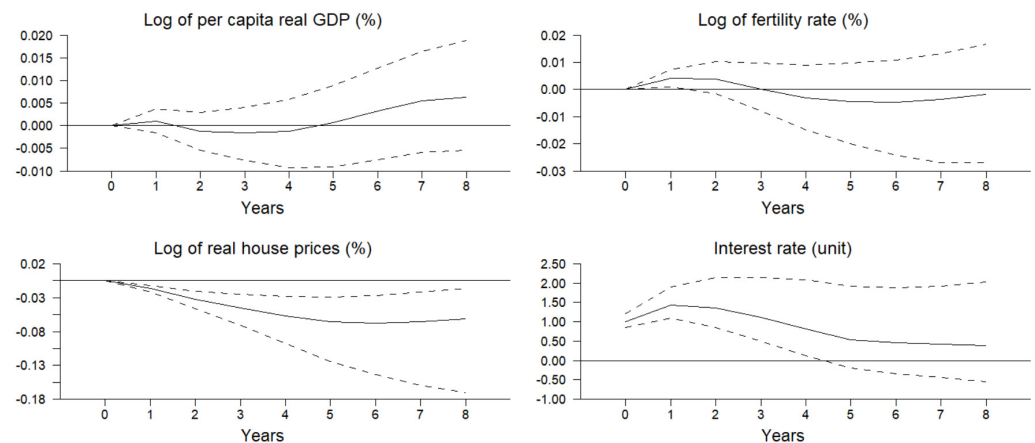 Log of per capita real GDP (%)
0.020
0.015
0.010
0.005
0.000
-0.005
-0.010
0 1 2 3 4 5 6 7 8
Years
Log of fertility rate (%)
0.02
0.01
0.00
-0.01
-0.02
-0.03
0 1 2 3 4 5 6 7 8
Years
Log of real house prices (%)
0.02
-0.03
-0.08
-0.13
-0.18
0 1 2 3 4 5 6 7 8
Years
Interest rate (unit)
2.50
2.00
1.50
1.00
0.50
0.00
-0.50
-1.00
0 1 2 3 4 5 6 7 8
Years